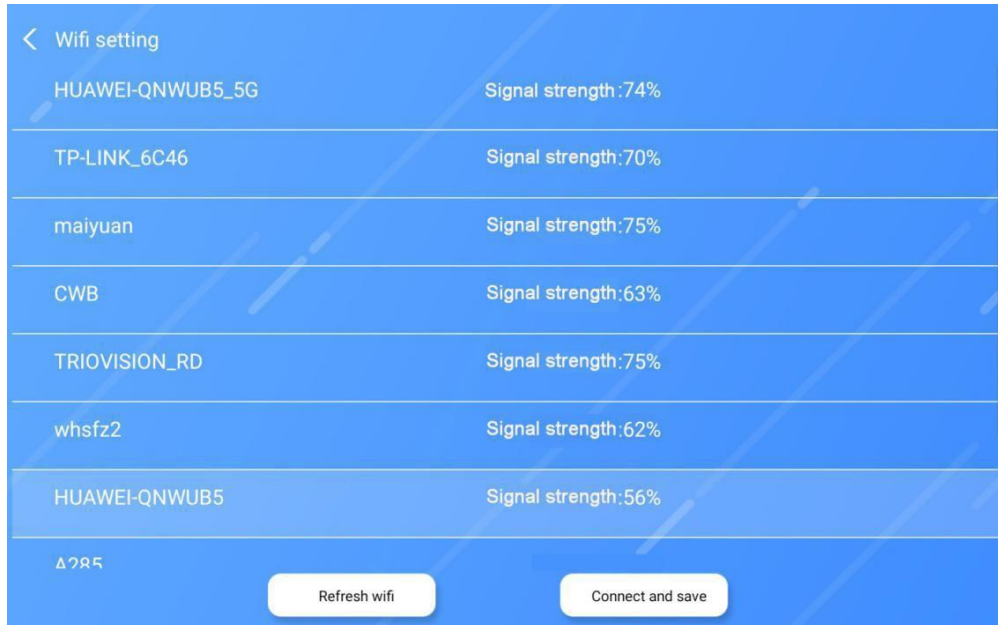 Wifi setting
HUAWEI-QNWUB5_5G Signal strength:74%
TP-LINK_6C46 Signal strength:70%
maiyuan Signal strength:75%
CWB Signal strength:63%
TRIOVISION_RD Signal strength:75%
whsfz2 Signal strength:62%
HUAWEI-QNWUB5 Signal strength:56%
A285
Refresh wifi Connect and save